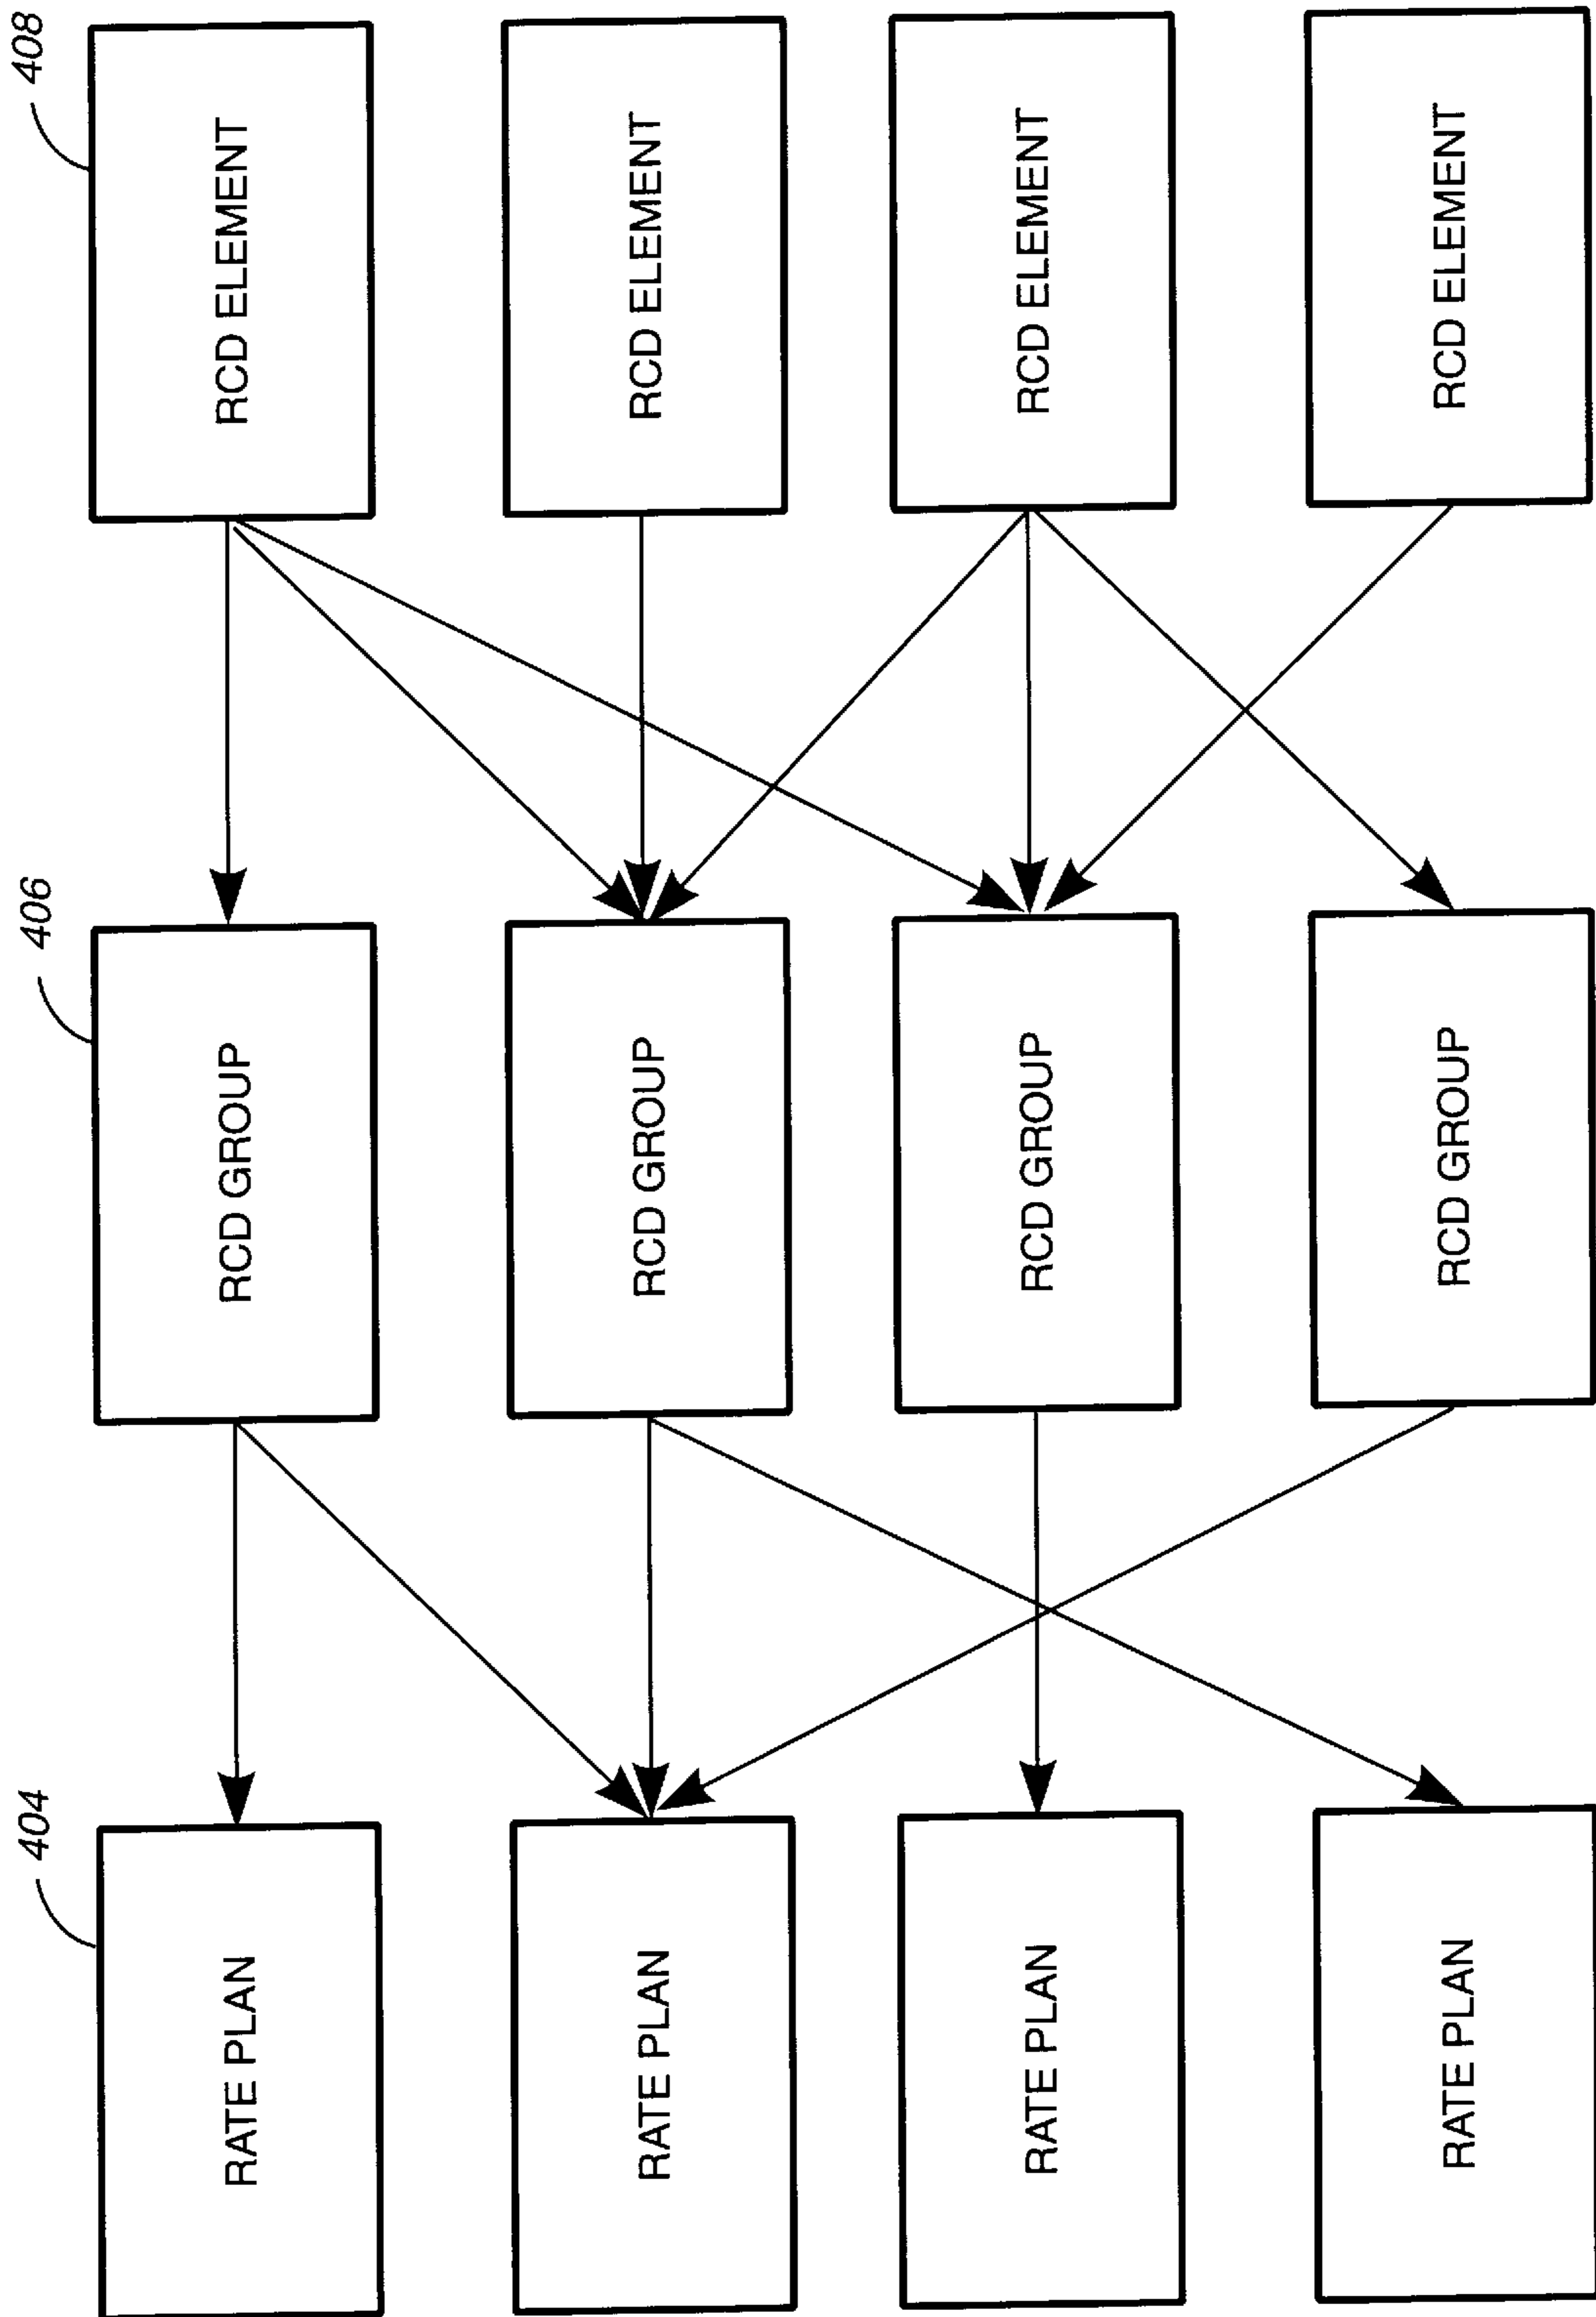 408
RCD ELEMENT
RCD ELEMENT
RCD ELEMENT
RCD ELEMENT
406
RCD GROUP
RCD GROUP
RCD GROUP
RCD GROUP
404
RATE PLAN
RATE PLAN
RATE PLAN
RATE PLAN